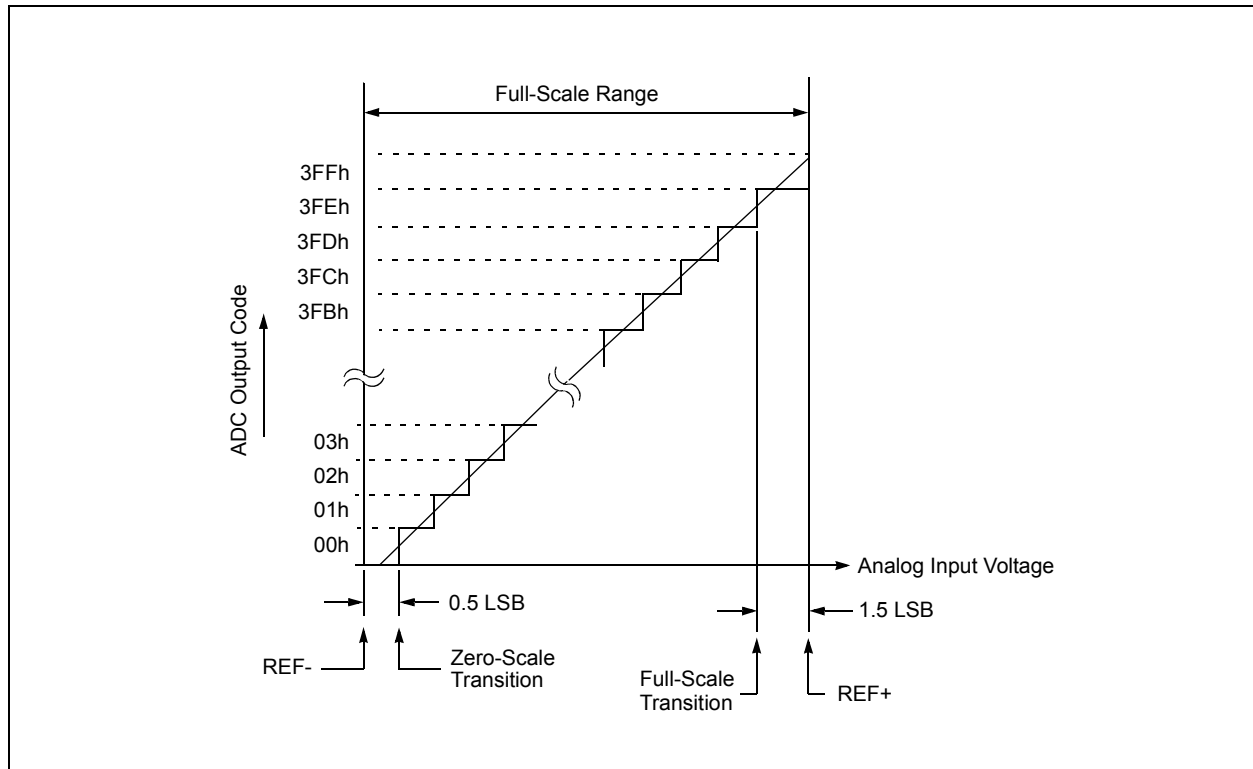 Full-Scale Range
3FFh
3FEh
3FDh
3FCh
3FBh
ADC Output Code
03h
02h
01h
00h
Analog Input Voltage
0.5 LSB
1.5 LSB
REF-
Zero-Scale
Transition
Full-Scale
Transition
REF+